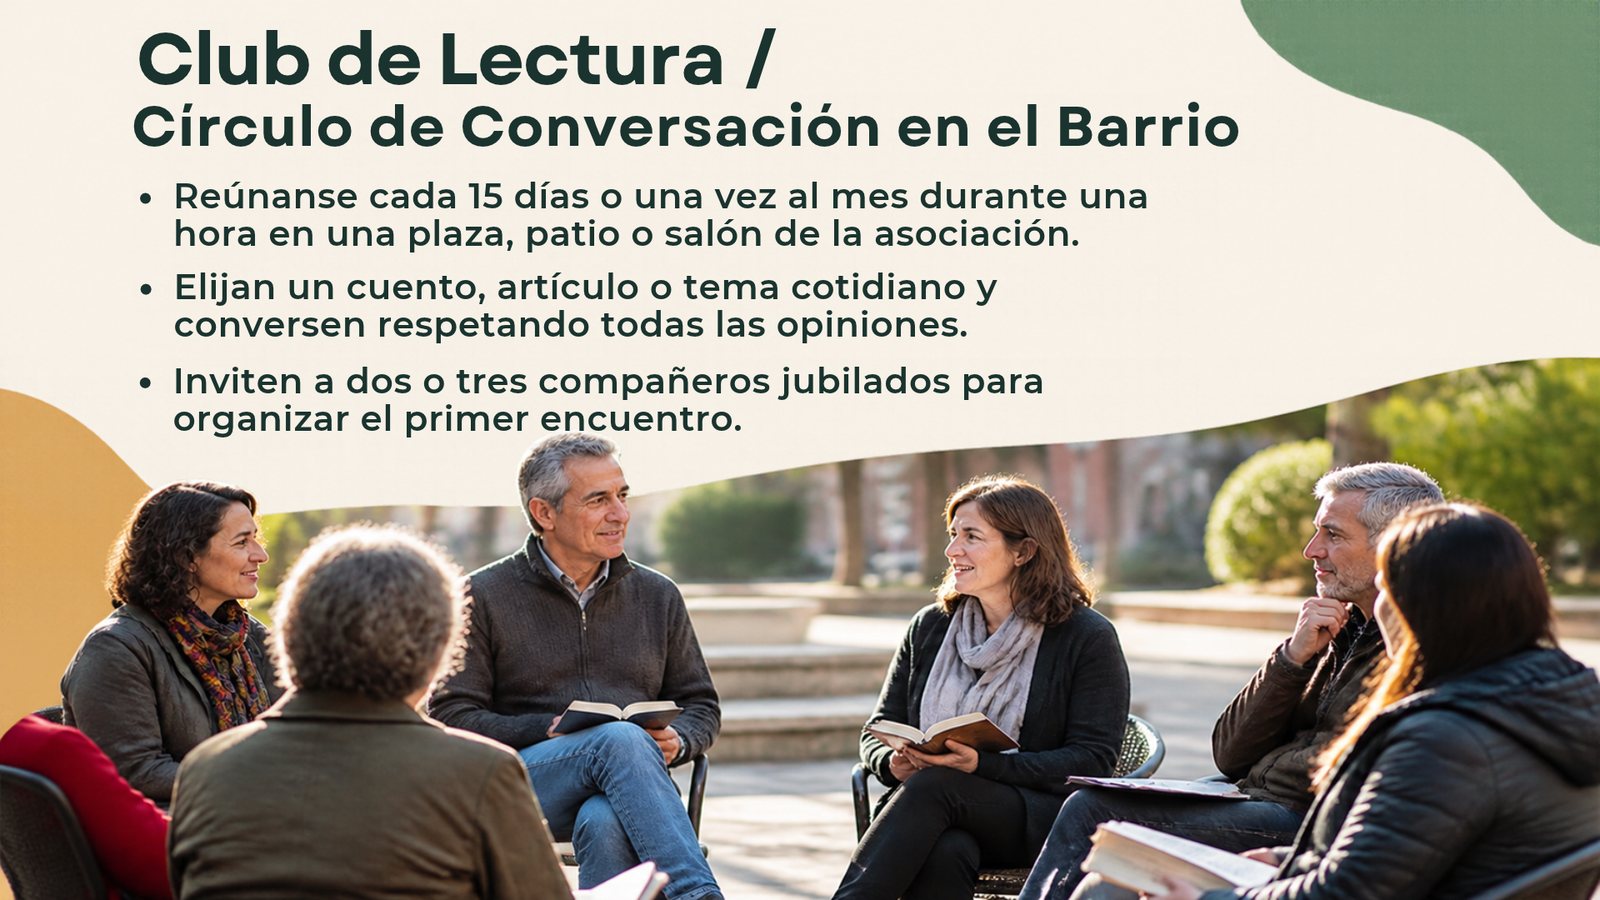 Club de Lectura /
Círculo de Conversación en el Barrio
• Reúnanse cada 15 días o una vez al mes durante una
hora en una plaza, patio o salón de la asociación.
• Elijan un cuento, artículo o tema cotidiano y
conversen respetando todas las opiniones.
• Inviten a dos o tres compañeros jubilados para
organizar el primer encuentro.